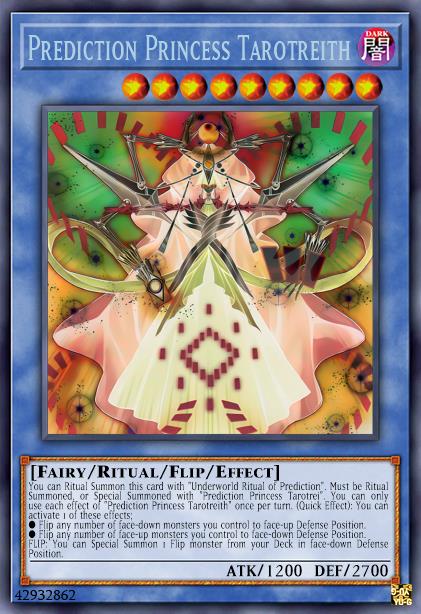 PREDICTION PRINCESS TAROTREITH
DARK
闇
[FAIRY/RITUAL/FLIP/EFFECT]
You can Ritual Summon this card with "Underworld Ritual of Prediction". Must be Ritual
Summoned, or Special Summoned with "Prediction Princess Tarotrei". You can only
use each effect of "Prediction Princess Tarotreith" once per turn. (Quick Effect): You can
activate 1 of these effects;
● Flip any number of face-down monsters you control to face-up Defense Position.
● Flip any number of face-up monsters you control to face-down Defense Position.
FLIP: You can Special Summon 1 Flip monster from your Deck in face-down Defense
Position.
ATK/1200 DEF/2700
42932862